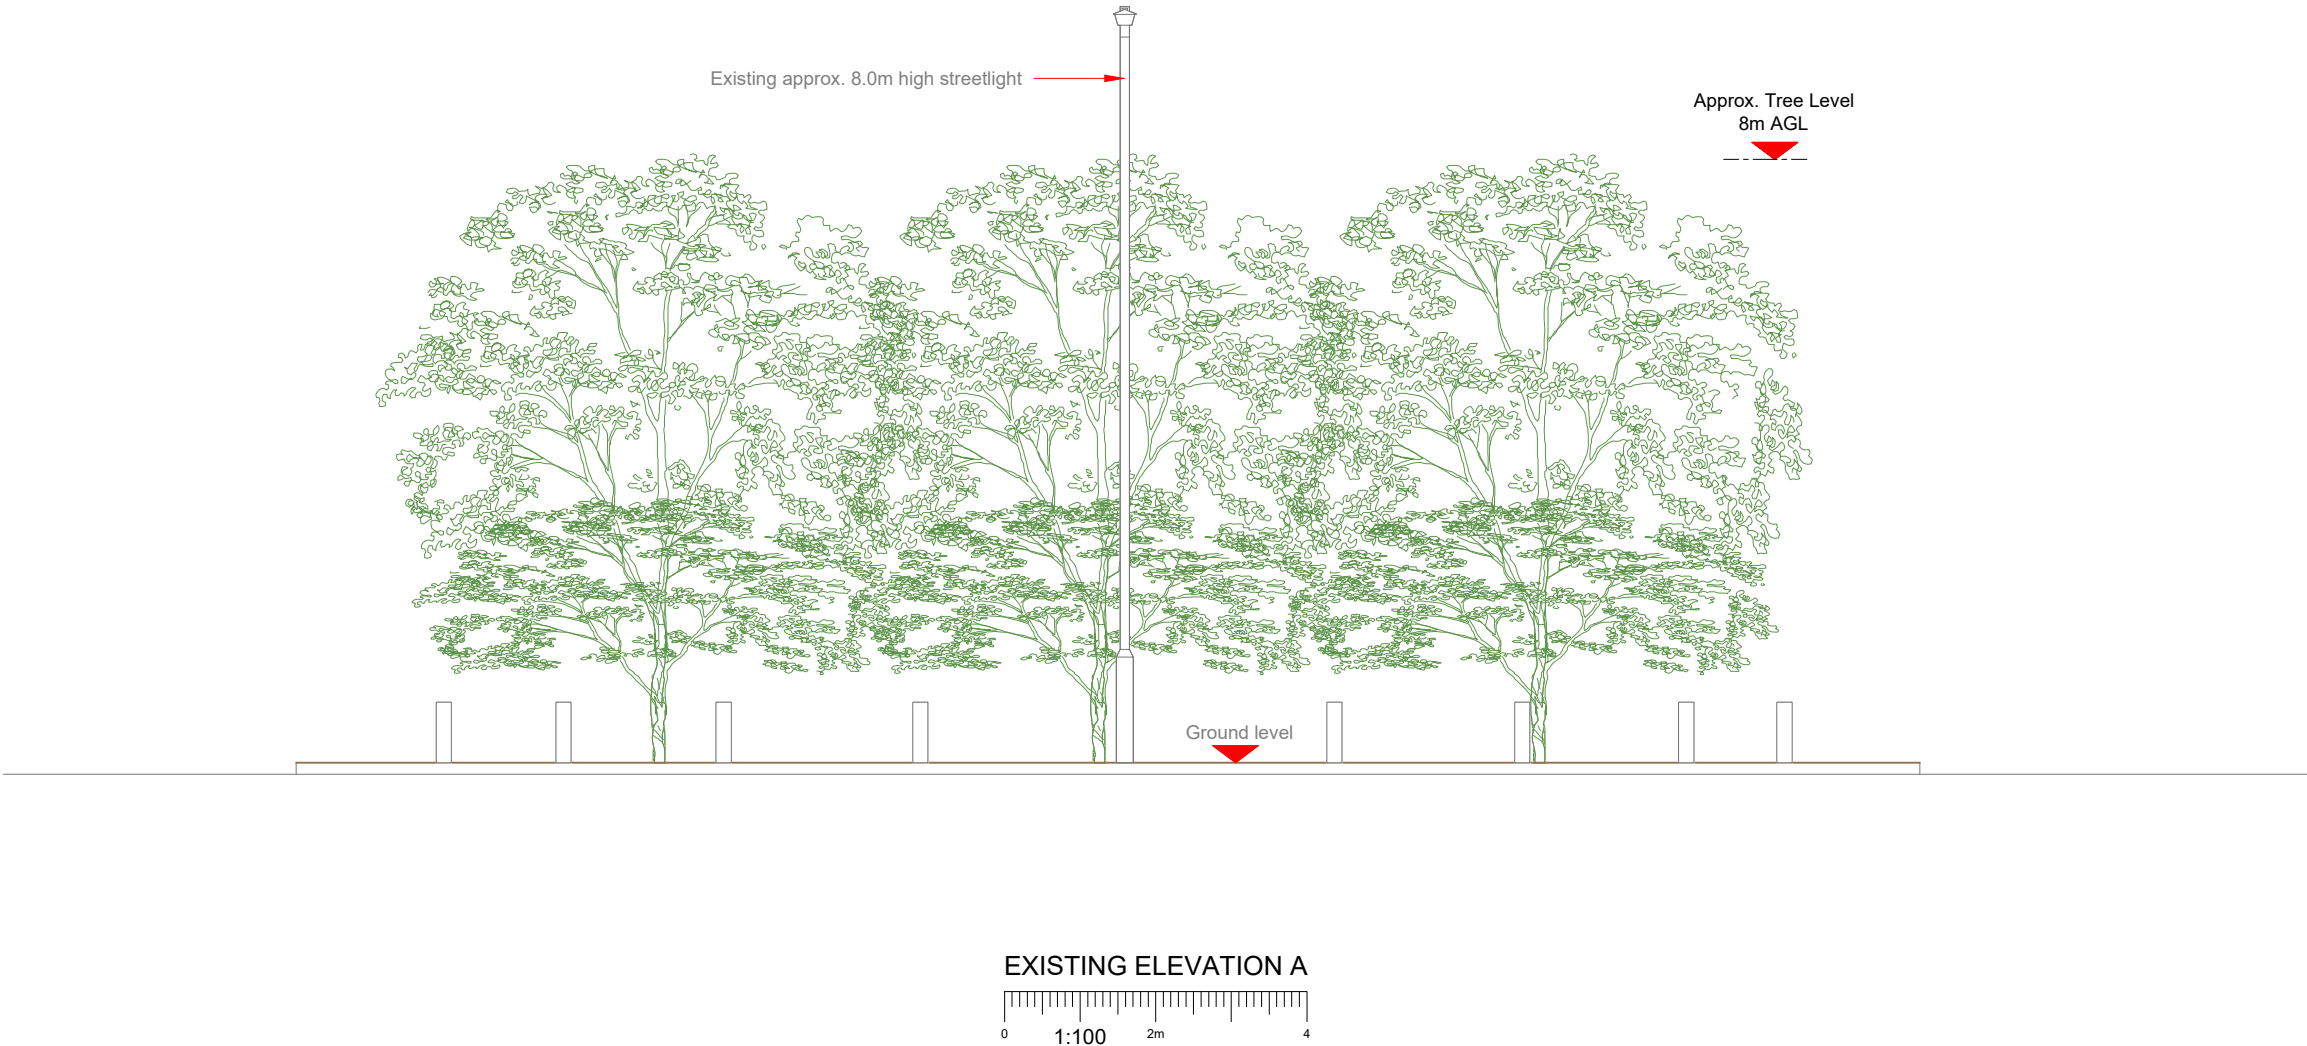 Existing approx. 8.0m high streetlight
Approx. Tree Level
8m AGL
Ground level
EXISTING ELEVATION A
0
1:100
2m
4